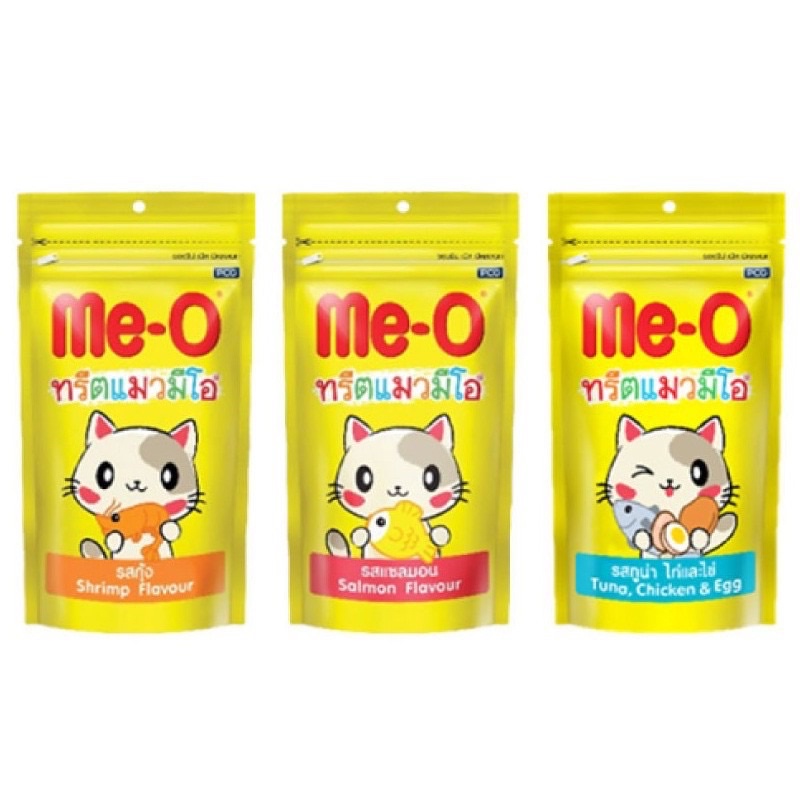 PCG
Me-O
ทรีตแมวมีโอ
รสกุ้ง
Shrimp Flavour
PCG
Me-O
ทรีตแมวมีโอ
รสแซลมอน
Salmon Flavour
PCG
Me-O
ทรีตแมวมีโอ
รสทูน่า ไก่และไข่
Tuna, Chicken & Egg